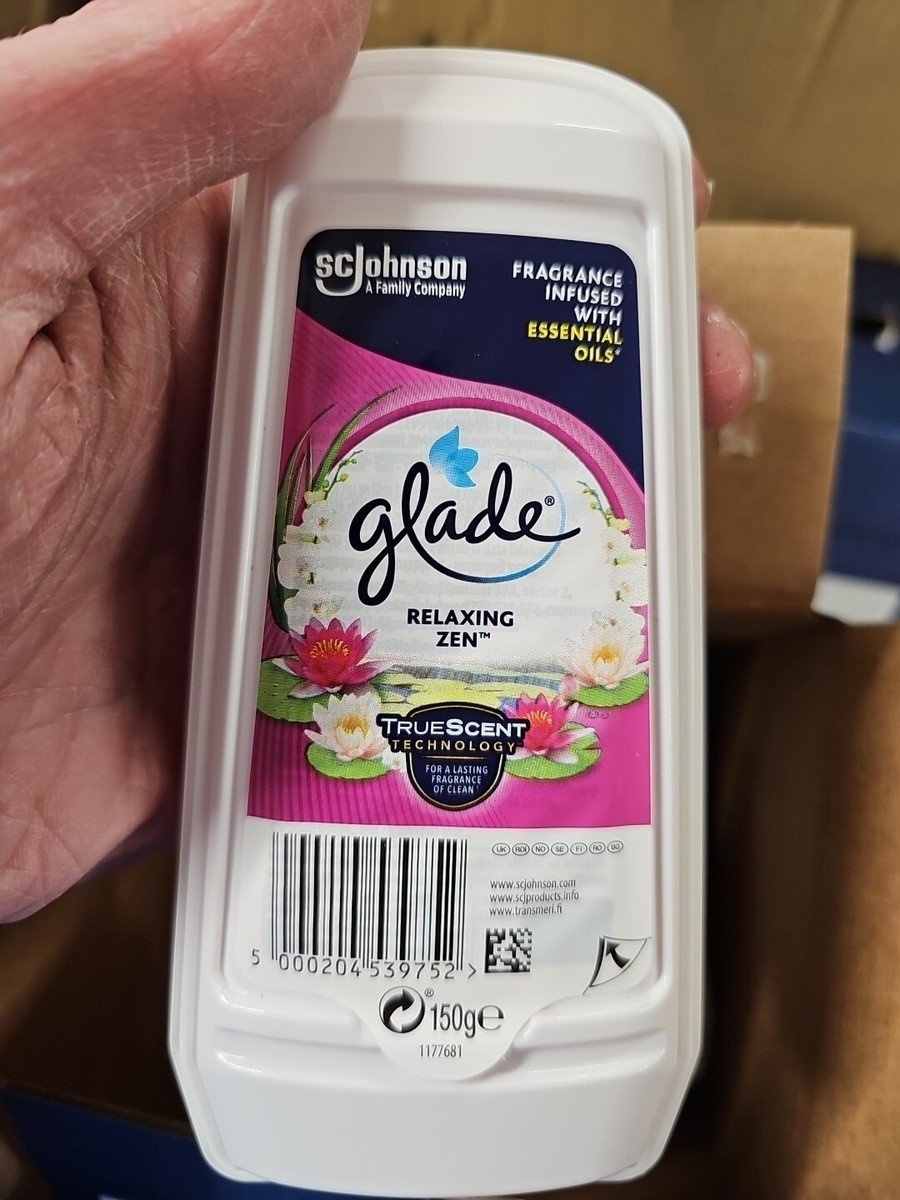 SCJohnson
A Family Company
FRAGRANCE
INFUSED
WITH
ESSENTIAL
OILS
glade®
RELAXING
ZEN™
TRUESCENT
TECHNOLOGY
FOR A LASTING
FRAGRANCE
OF CLEAN
UK ROI NO SE FI RO BG
www.scjohnson.com
www.scjproducts.info
www.transmeri.fi
5 000204 539752 >
® 150g e
1177681